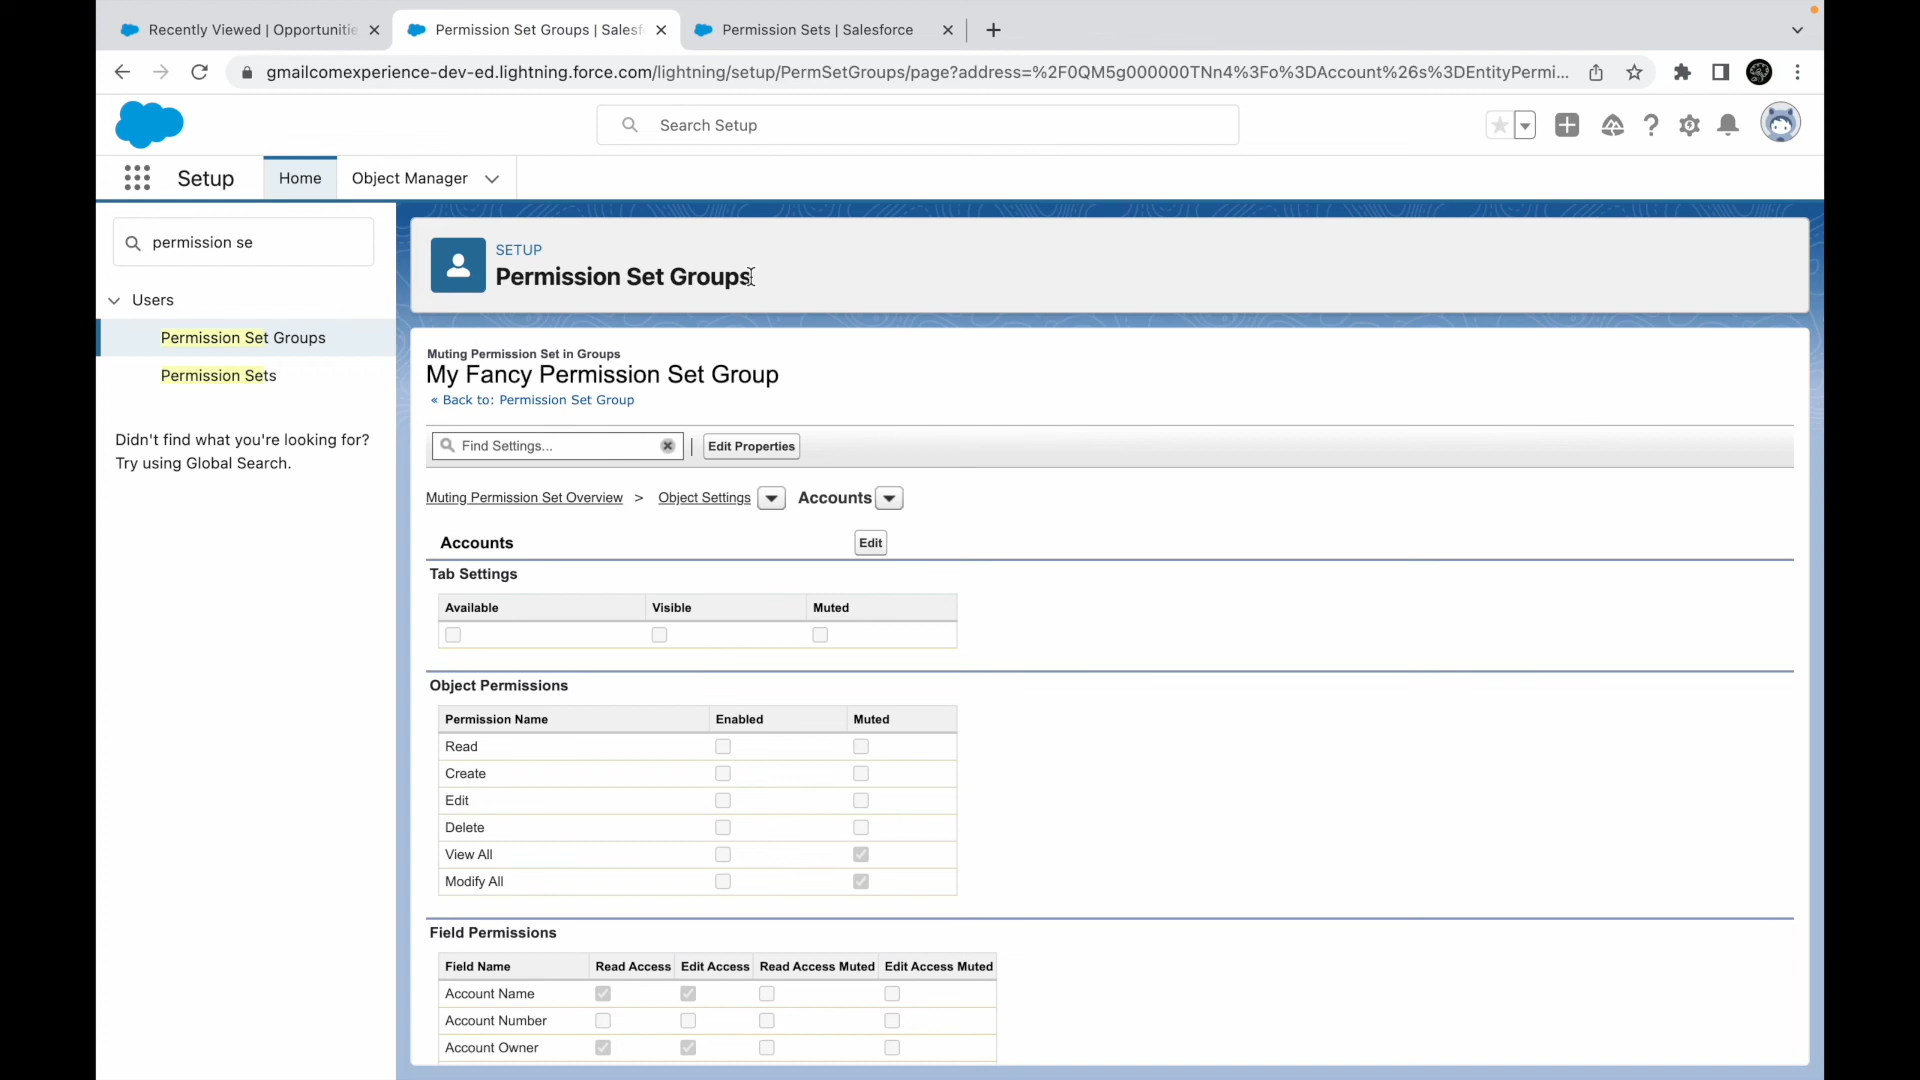 Recently Viewed | Opportunitie
Permission Set Groups | Salesf
Permission Sets | Salesforce
gmailcomexperience-dev-ed.lightning.force.com/lightning/setup/PermSetGroups/page?address=%2F0QM5g000000TNn4%3Fo%3DAccount%26s%3DEntityPermi...
Search Setup
Setup
Home
Object Manager
permission se
Users
Permission Set Groups
Permission Sets
Didn't find what you're looking for?
Try using Global Search.
SETUP
Permission Set Groups
Muting Permission Set in Groups
My Fancy Permission Set Group
« Back to: Permission Set Group
Find Settings... | Edit Properties
Muting Permission Set Overview > Object Settings Accounts
Accounts Edit
Tab Settings
Available Visible Muted
Object Permissions
Permission Name Enabled Muted
Read
Create
Edit
Delete
View All
Modify All
Field Permissions
Field Name Read Access Edit Access Read Access Muted Edit Access Muted
Account Name
Account Number
Account Owner